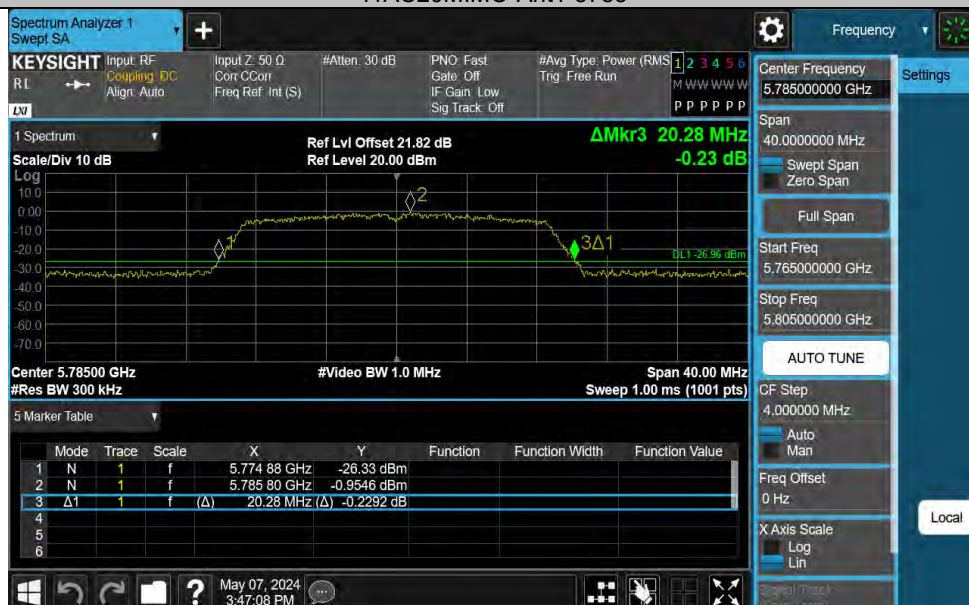 Spectrum Analyzer 1
Swept SA
+
Frequency
KEYSIGHT
RL
LXI
Input: RF
Coupling: DC
Align: Auto
Input Z: 50 Ω
Corr CCorr
Freq Ref: Int (S)
#Atten: 30 dB
PNO: Fast
Gate: Off
IF Gain: Low
Sig Track: Off
#Avg Type: Power (RMS
Trig: Free Run
1 2 3 4 5 6
M W W W W W
P P P P P P
1 Spectrum
Scale/Div 10 dB
Ref Lvl Offset 21.82 dB
Ref Level 20.00 dBm
ΔMkr3 20.28 MHz
-0.23 dB
Log
10.0
0.00
-10.0
-20.0
-30.0
-40.0
-50.0
-60.0
-70.0
1
2
3Δ1
DL1 -26.96 dBm
Center 5.78500 GHz
#Res BW 300 kHz
#Video BW 1.0 MHz
Span 40.00 MHz
Sweep 1.00 ms (1001 pts)
5 Marker Table
Mode Trace Scale X Y Function Function Width Function Value
1 N 1 f 5.774 88 GHz -26.33 dBm
2 N 1 f 5.785 80 GHz -0.9546 dBm
3 Δ1 1 f (Δ) 20.28 MHz (Δ) -0.2292 dB
4
5
6
?
May 07, 2024
3:47:08 PM
Center Frequency
5.785000000 GHz
Settings
Span
40.0000000 MHz
Swept Span
Zero Span
Full Span
Start Freq
5.765000000 GHz
Stop Freq
5.805000000 GHz
AUTO TUNE
CF Step
4.000000 MHz
Auto
Man
Freq Offset
0 Hz
X Axis Scale
Log
Lin
Signal Track
Local